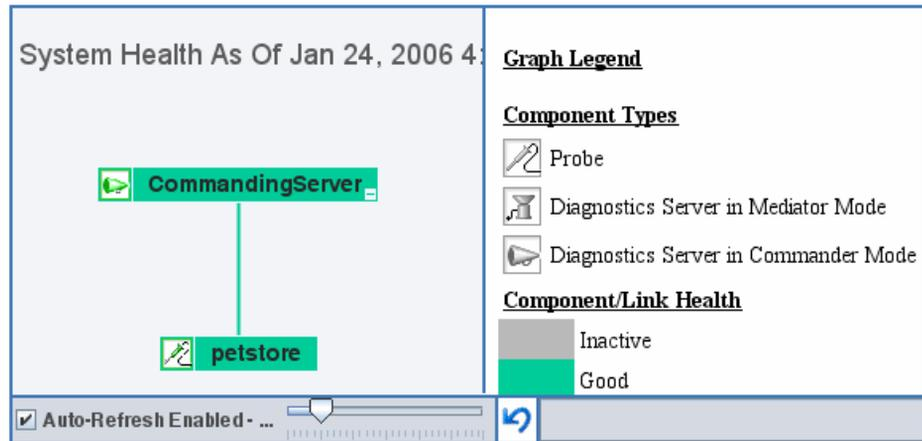 System Health As Of Jan 24, 2006 4:
CommandingServer
petstore
Auto-Refresh Enabled - ...
Graph Legend
Component Types
Probe
Diagnostics Server in Mediator Mode
Diagnostics Server in Commander Mode
Component/Link Health
Inactive
Good